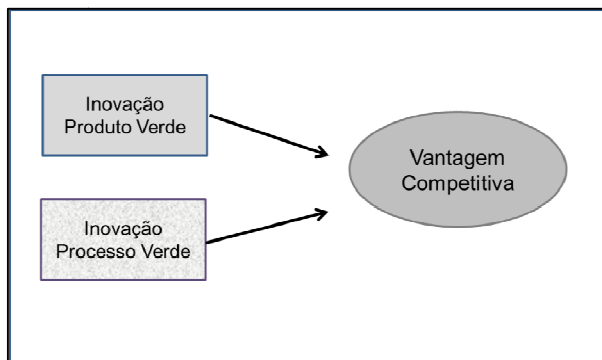 Inovação
Produto Verde
Vantagem
Competitiva
Inovação
Processo Verde